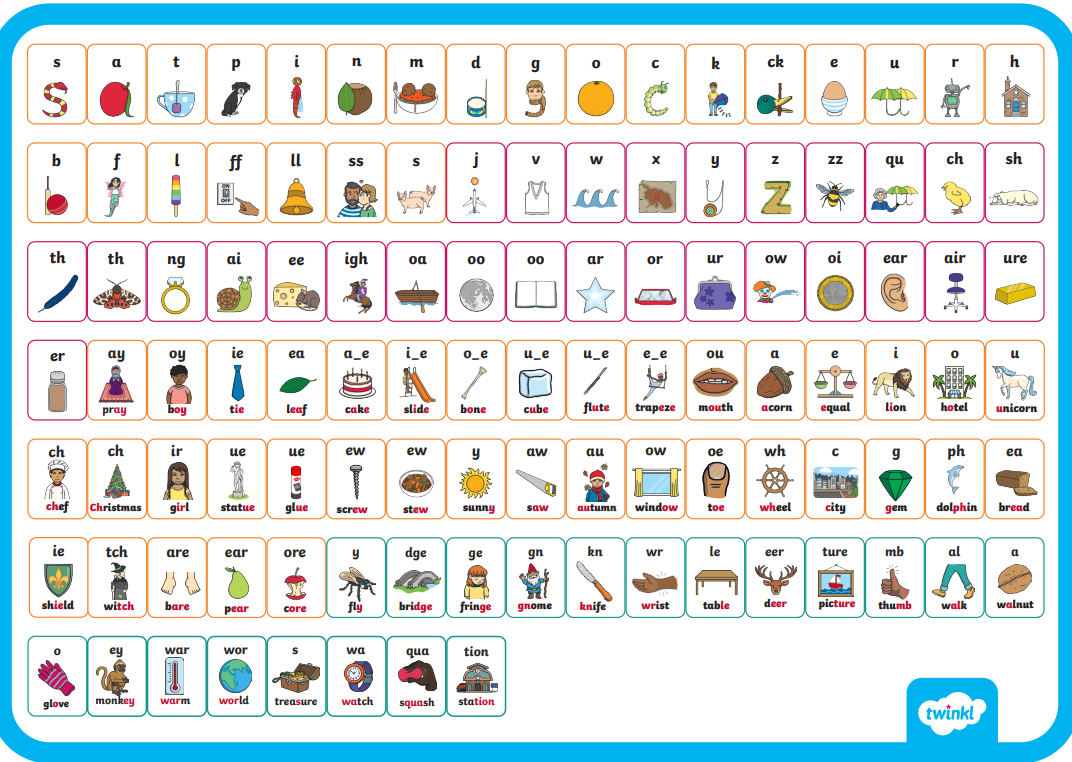 s a t p i n m d g o c k ck e u r h
ON
OFF
b f l ff ll ss s j v w x y z zz qu ch sh
th th ng ai ee igh oa oo oo ar or ur ow oi ear air ure
er ay oy ie ea a_e i_e o_e u_e u_e e_e ou a e i o u
pray boy tie leaf cake slide bone cube flute trapeze mouth acorn equal lion hotel unicorn
ch ch ir ue ue ew ew y aw au ow oe wh c g ph ea
chef Christmas girl statue glue screw stew sunny saw autumn window toe wheel city gem dolphin bread
ie tch are ear ore y dge ge gn kn wr le eer ture mb al a
shield witch bare pear core fly bridge fringe gnome knife wrist table deer picture thumb walk walnut
o ey war wor s wa qua tion
glove monkey warm world treasure watch squash station
twinkl